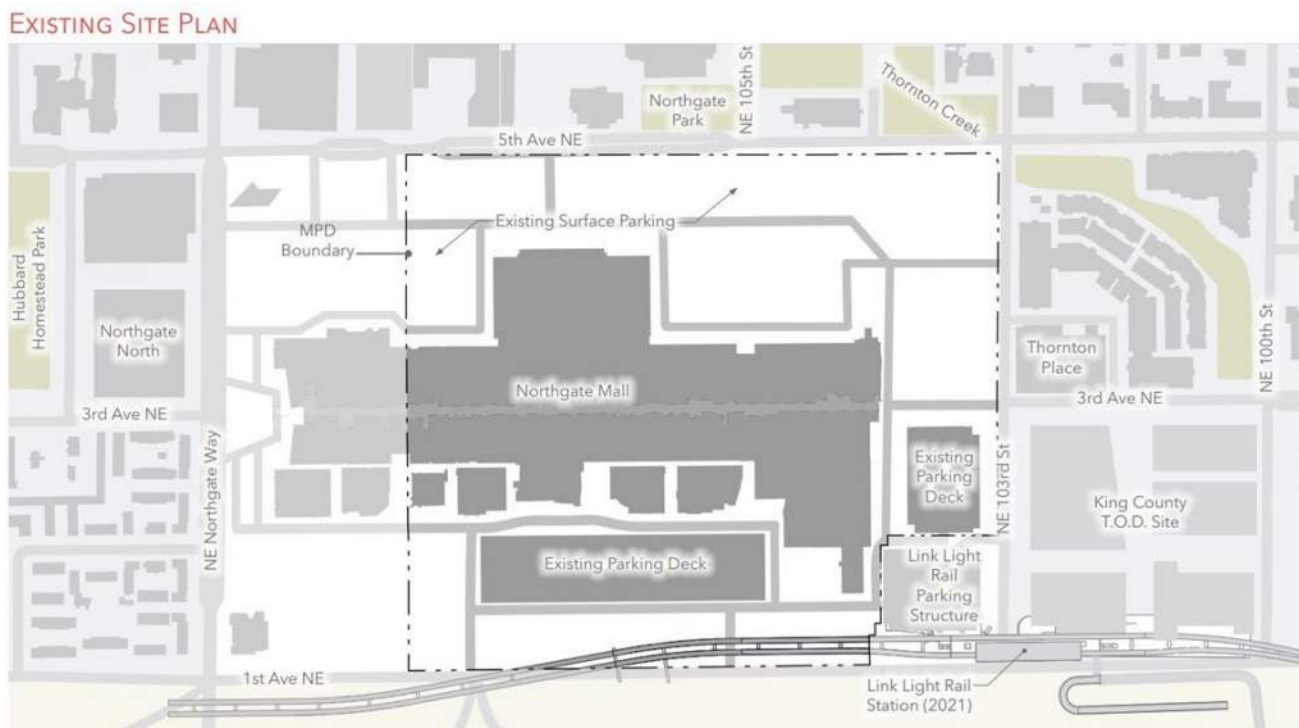 EXISTING SITE PLAN
Northgate
Park
NE 105th St
Thornton Creek
5th Ave NE
Existing Surface Parking
MPD
Boundary
Hubbard
Homestead Park
Northgate
North
Northgate Mall
Thornton
Place
NE 100th St
3rd Ave NE
3rd Ave NE
NE Northgate Way
Existing
Parking
Deck
NE 103rd St
King County
T.O.D. Site
Existing Parking Deck
Link Light
Rail
Parking
Structure
1st Ave NE
Link Light Rail
Station (2021)